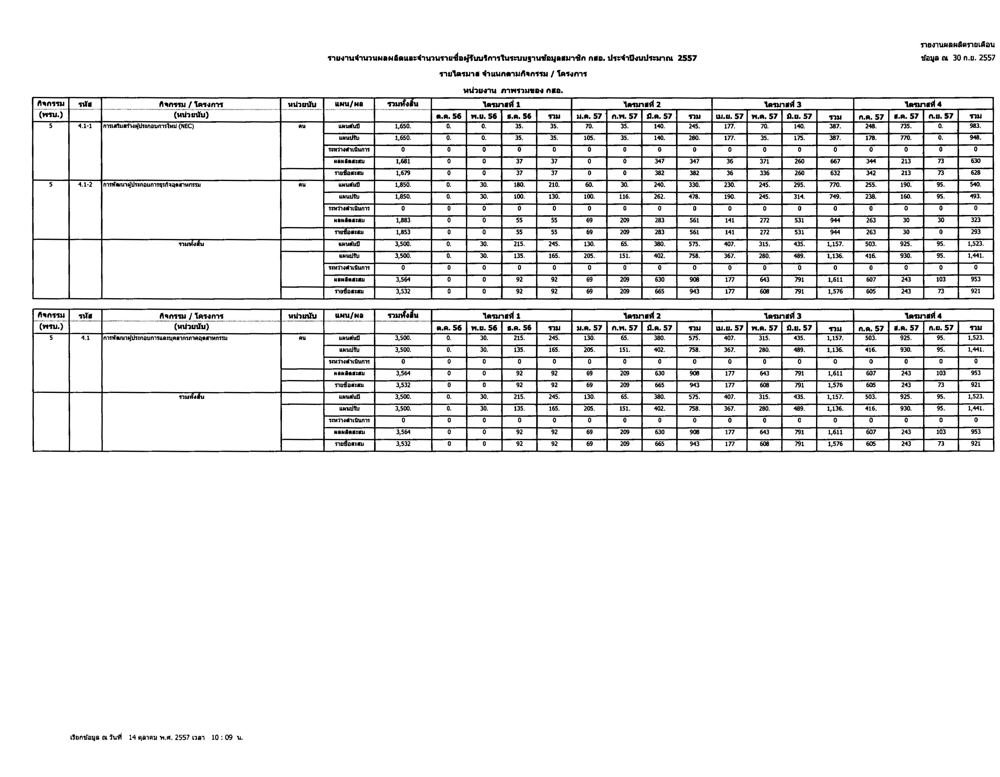 รายงานผลผลิตรายเดือน
รายงานจำนวนผลผลิตและจำนวนรายชื่อผู้รับบริการในระบบฐานข้อมูลสมาชิก กสอ. ประจำปีงบประมาณ 2557
ข้อมูล ณ 30 ก.ย. 2557
รายไตรมาส จำแนกตามกิจกรรม / โครงการ
หน่วยงาน ภาพรวมของ กสอ.
กิจกรรม รหัส กิจกรรม / โครงการ หน่วยนับ แผน/ผล รวมทั้งสิ้น ไตรมาสที่ 1 ไตรมาสที่ 2 ไตรมาสที่ 3 ไตรมาสที่ 4
(พรบ.) (หน่วยนับ) ต.ค. 56 พ.ย. 56 ธ.ค. 56 รวม ม.ค. 57 ก.พ. 57 มี.ค. 57 รวม เม.ย. 57 พ.ค. 57 มิ.ย. 57 รวม ก.ค. 57 ส.ค. 57 ก.ย. 57 รวม
5 4.1-1 การเสริมสร้างผู้ประกอบการใหม่ (NEC) คน แผนต้นปี 1,650. 0. 0. 35. 35. 70. 35. 140. 245. 177. 70. 140. 387. 248. 735. 0. 983.
แผนปรับ 1,650. 0. 0. 35. 35. 105. 35. 140. 280. 177. 35. 175. 387. 178. 770. 0. 948.
ระหว่างดำเนินการ 0 0 0 0 0 0 0 0 0 0 0 0 0 0 0 0 0
ผลผลิตสะสม 1,681 0 0 37 37 0 0 347 347 36 371 260 667 344 213 73 630
รายชื่อสะสม 1,679 0 0 37 37 0 0 382 382 36 336 260 632 342 213 73 628
5 4.1-2 การพัฒนาผู้ประกอบการธุรกิจอุตสาหกรรม คน แผนต้นปี 1,850. 0. 30. 180. 210. 60. 30. 240. 330. 230. 245. 295. 770. 255. 190. 95. 540.
แผนปรับ 1,850. 0. 30. 100. 130. 100. 116. 262. 478. 190. 245. 314. 749. 238. 160. 95. 493.
ระหว่างดำเนินการ 0 0 0 0 0 0 0 0 0 0 0 0 0 0 0 0 0
ผลผลิตสะสม 1,883 0 0 55 55 69 209 283 561 141 272 531 944 263 30 30 323
รายชื่อสะสม 1,853 0 0 55 55 69 209 283 561 141 272 531 944 263 30 0 293
รวมทั้งสิ้น แผนต้นปี 3,500. 0. 30. 215. 245. 130. 65. 380. 575. 407. 315. 435. 1,157. 503. 925. 95. 1,523.
แผนปรับ 3,500. 0. 30. 135. 165. 205. 151. 402. 758. 367. 280. 489. 1,136. 416. 930. 95. 1,441.
ระหว่างดำเนินการ 0 0 0 0 0 0 0 0 0 0 0 0 0 0 0 0 0
ผลผลิตสะสม 3,564 0 0 92 92 69 209 630 908 177 643 791 1,611 607 243 103 953
รายชื่อสะสม 3,532 0 0 92 92 69 209 665 943 177 608 791 1,576 605 243 73 921
กิจกรรม รหัส กิจกรรม / โครงการ หน่วยนับ แผน/ผล รวมทั้งสิ้น ไตรมาสที่ 1 ไตรมาสที่ 2 ไตรมาสที่ 3 ไตรมาสที่ 4
(พรบ.) (หน่วยนับ) ต.ค. 56 พ.ย. 56 ธ.ค. 56 รวม ม.ค. 57 ก.พ. 57 มี.ค. 57 รวม เม.ย. 57 พ.ค. 57 มิ.ย. 57 รวม ก.ค. 57 ส.ค. 57 ก.ย. 57 รวม
5 4.1 การพัฒนาผู้ประกอบการและบุคลากรภาคอุตสาหกรรม คน แผนต้นปี 3,500. 0. 30. 215. 245. 130. 65. 380. 575. 407. 315. 435. 1,157. 503. 925. 95. 1,523.
แผนปรับ 3,500. 0. 30. 135. 165. 205. 151. 402. 758. 367. 280. 489. 1,136. 416. 930. 95. 1,441.
ระหว่างดำเนินการ 0 0 0 0 0 0 0 0 0 0 0 0 0 0 0 0 0
ผลผลิตสะสม 3,564 0 0 92 92 69 209 630 908 177 643 791 1,611 607 243 103 953
รายชื่อสะสม 3,532 0 0 92 92 69 209 665 943 177 608 791 1,576 605 243 73 921
รวมทั้งสิ้น แผนต้นปี 3,500. 0. 30. 215. 245. 130. 65. 380. 575. 407. 315. 435. 1,157. 503. 925. 95. 1,523.
แผนปรับ 3,500. 0. 30. 135. 165. 205. 151. 402. 758. 367. 280. 489. 1,136. 416. 930. 95. 1,441.
ระหว่างดำเนินการ 0 0 0 0 0 0 0 0 0 0 0 0 0 0 0 0 0
ผลผลิตสะสม 3,564 0 0 92 92 69 209 630 908 177 643 791 1,611 607 243 103 953
รายชื่อสะสม 3,532 0 0 92 92 69 209 665 943 177 608 791 1,576 605 243 73 921
เรียกข้อมูล ณ วันที่ 14 ตุลาคม พ.ศ. 2557 เวลา 10 : 09 น.